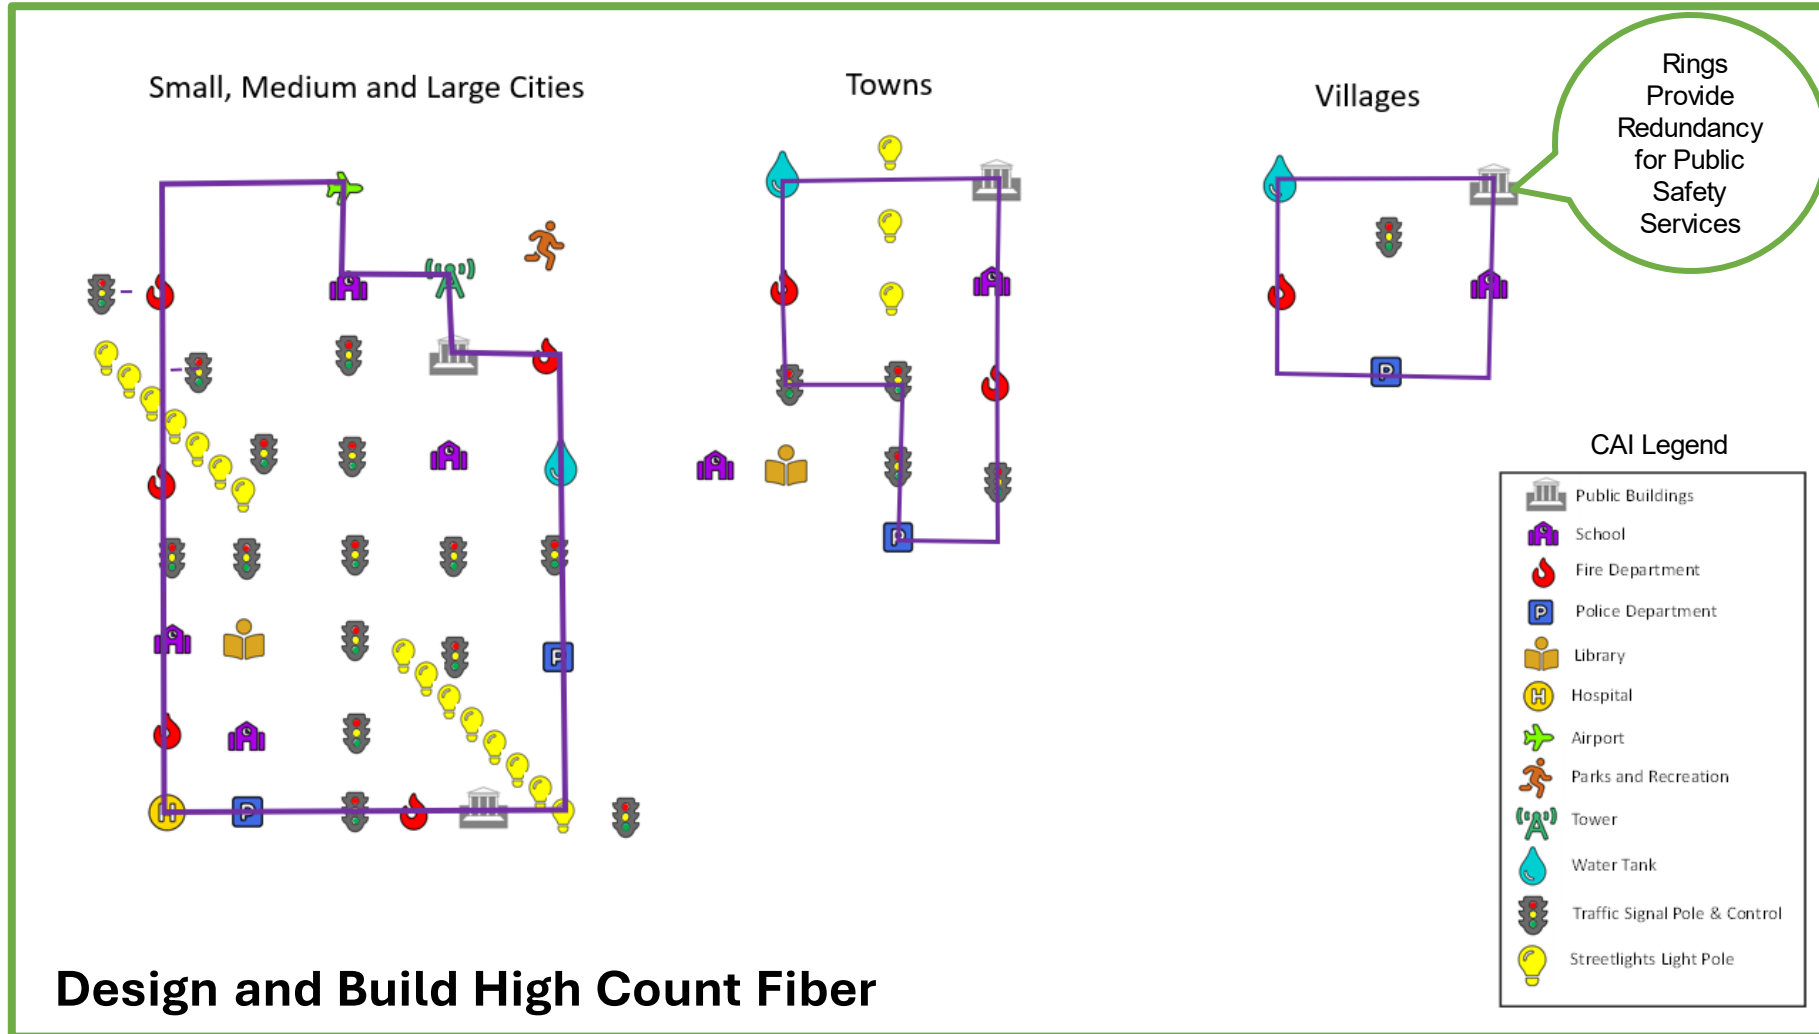 Small, Medium and Large Cities
Towns
Villages
Rings
Provide
Redundancy
for Public
Safety
Services
P
H
P
P
P
CAI Legend
Public Buildings
School
Fire Department
P
Police Department
Library
H
Hospital
Airport
Parks and Recreation
Tower
Water Tank
Traffic Signal Pole & Control
Streetlights Light Pole
Design and Build High Count Fiber